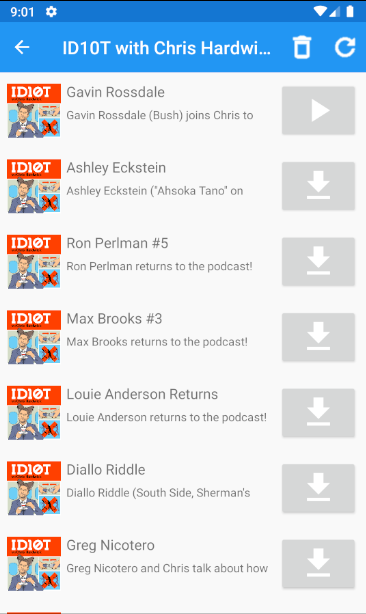 9:01
ID10T with Chris Hardwi...
ID10T
Gavin Rossdale
Gavin Rossdale (Bush) joins Chris to
ID10T
Ashley Eckstein
Ashley Eckstein ("Ahsoka Tano" on
ID10T
Ron Perlman #5
Ron Perlman returns to the podcast!
ID10T
Max Brooks #3
Max Brooks returns to the podcast!
ID10T
Louie Anderson Returns
Louie Anderson returns to the podcast!
ID10T
Diallo Riddle
Diallo Riddle (South Side, Sherman's
ID10T
Greg Nicotero
Greg Nicotero and Chris talk about how